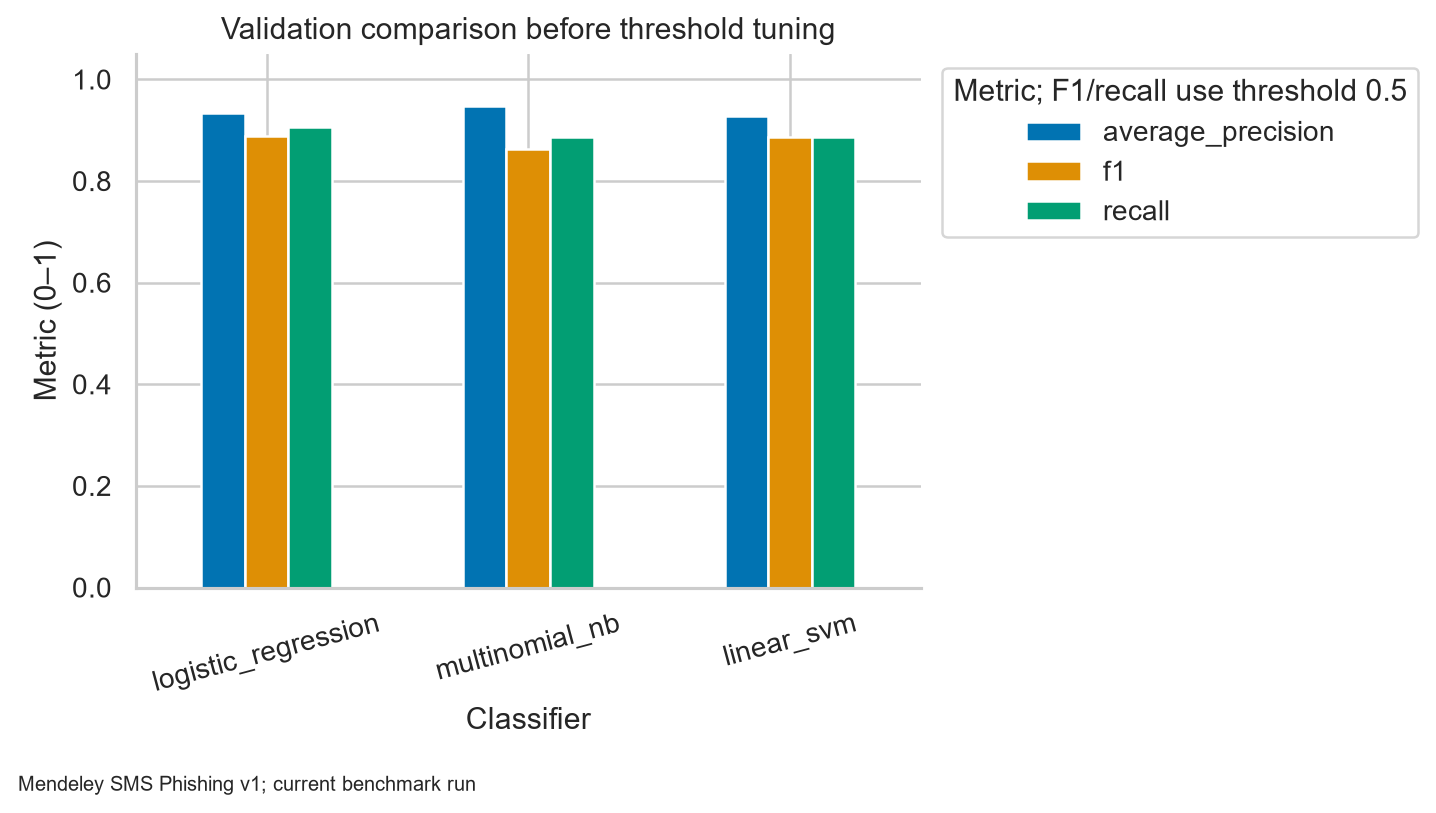 Validation comparison before threshold tuning
1.0
0.8
0.6
0.4
0.2
0.0
Metric (0–1)
logistic_regression
multinomial_nb
linear_svm
Classifier
Metric; F1/recall use threshold 0.5
average_precision
f1
recall
Mendeley SMS Phishing v1; current benchmark run